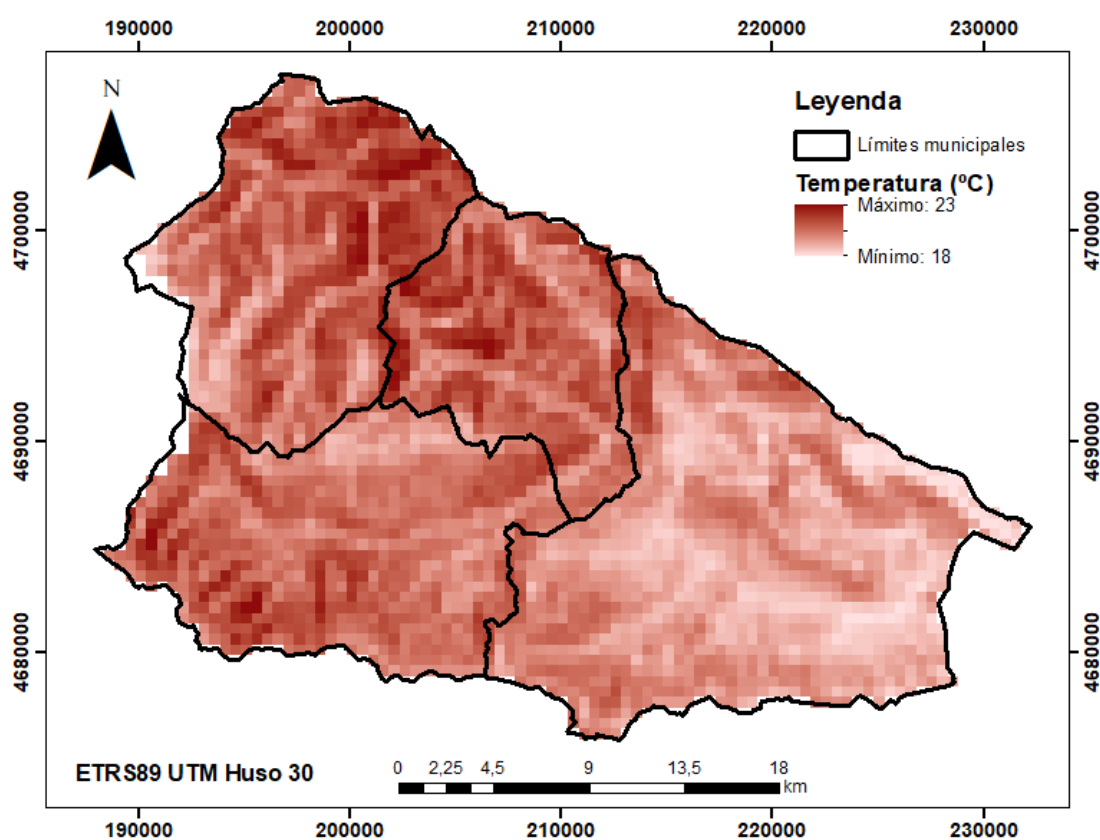 190000 200000 210000 220000 230000
N
Leyenda
Límites municipales
Temperatura (ºC)
Máximo: 23
Mínimo: 18
4700000 4700000
4690000 4690000
4680000 4680000
ETRS89 UTM Huso 30
0 2,25 4,5 9 13,5 18
km
190000 200000 210000 220000 230000